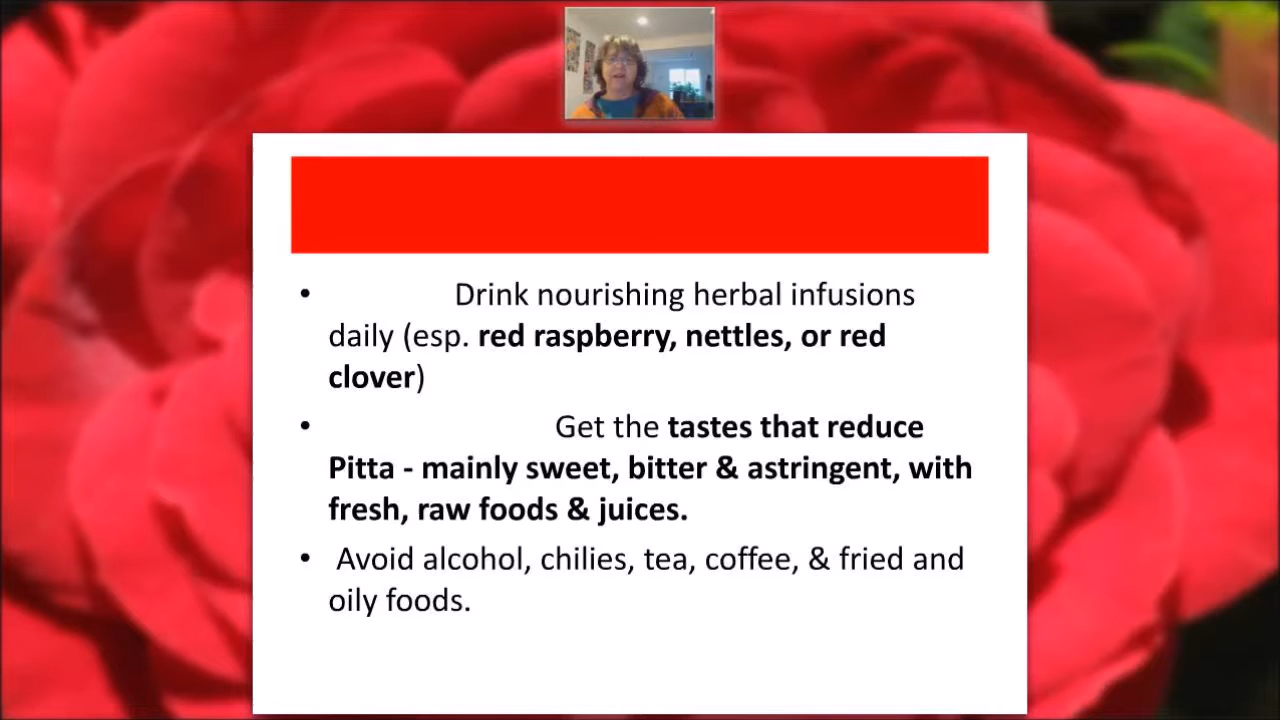 • Drink nourishing herbal infusions
daily (esp. red raspberry, nettles, or red
clover)
• Get the tastes that reduce
Pitta - mainly sweet, bitter & astringent, with
fresh, raw foods & juices.
• Avoid alcohol, chilies, tea, coffee, & fried and
oily foods.